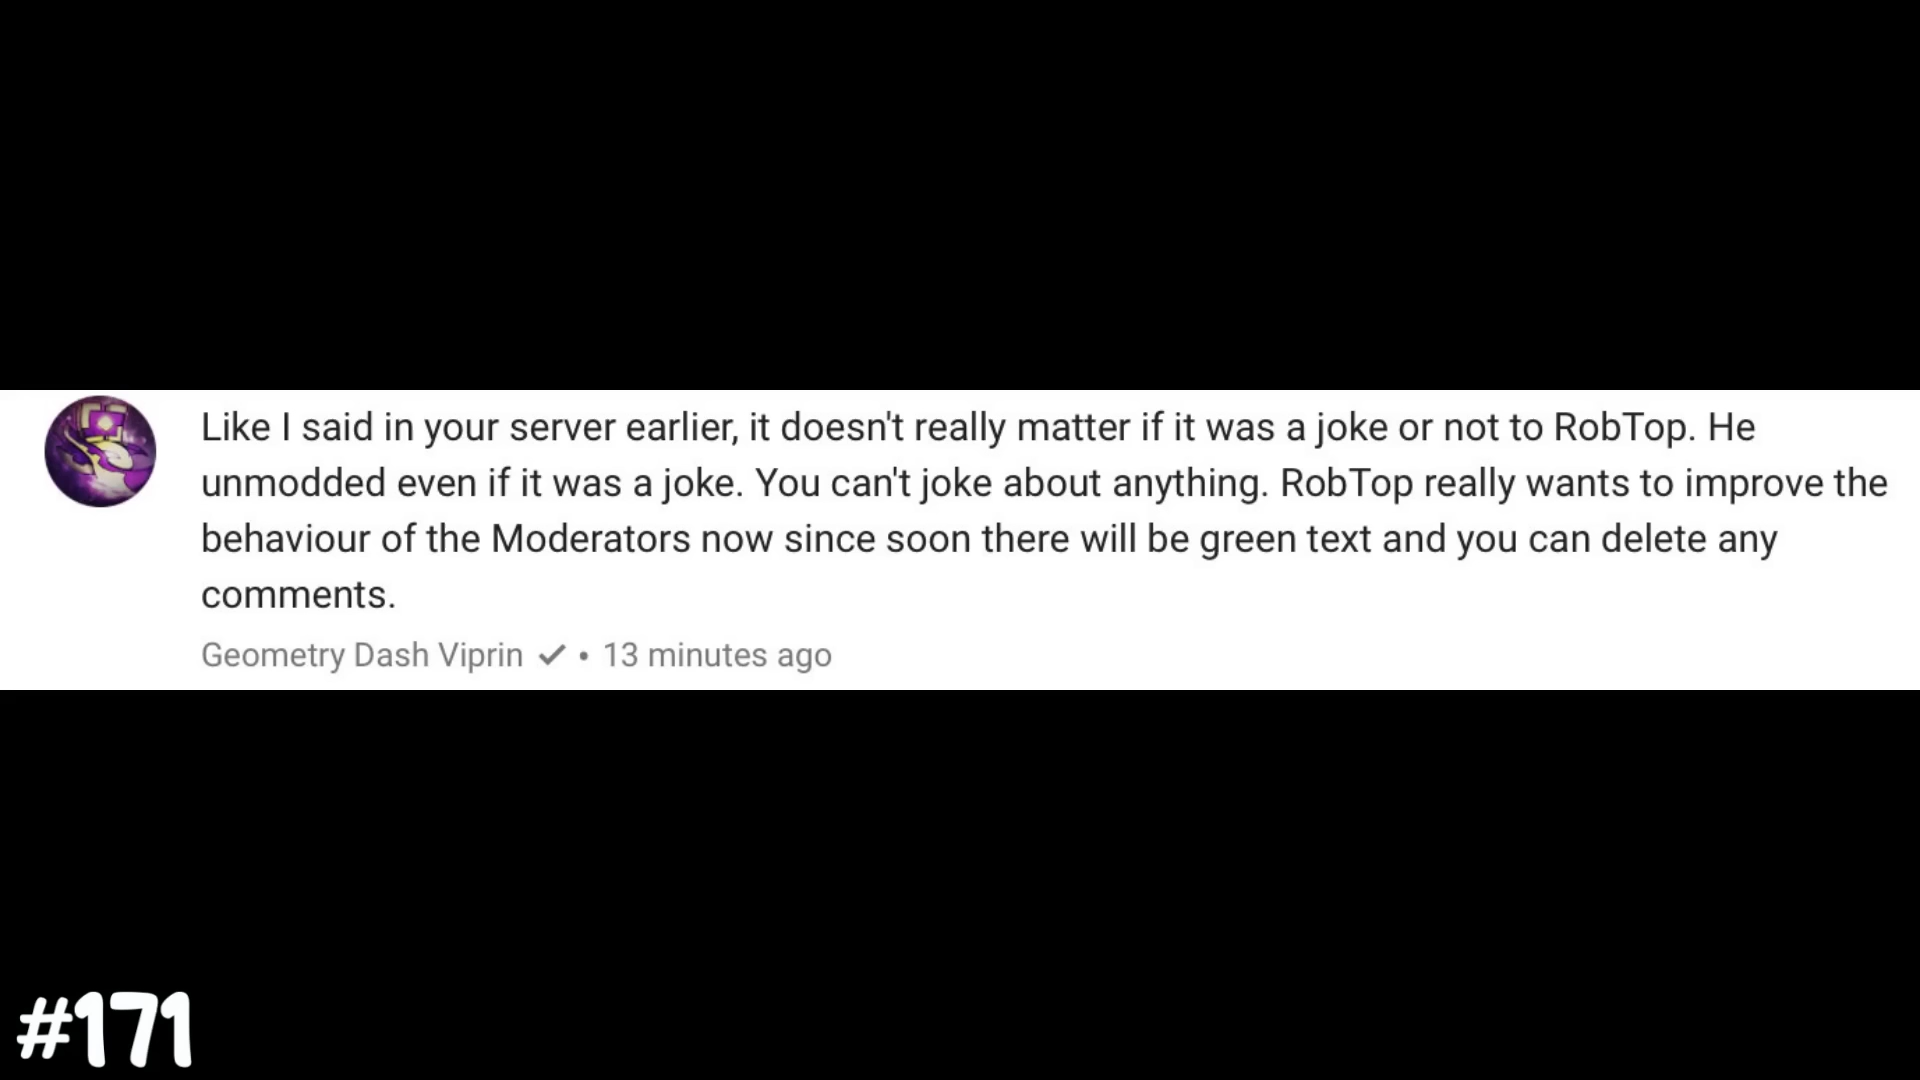 Like I said in your server earlier, it doesn't really matter if it was a joke or not to RobTop. He
unmodded even if it was a joke. You can't joke about anything. RobTop really wants to improve the
behaviour of the Moderators now since soon there will be green text and you can delete any
comments.
Geometry Dash Viprin ✓ • 13 minutes ago
#171